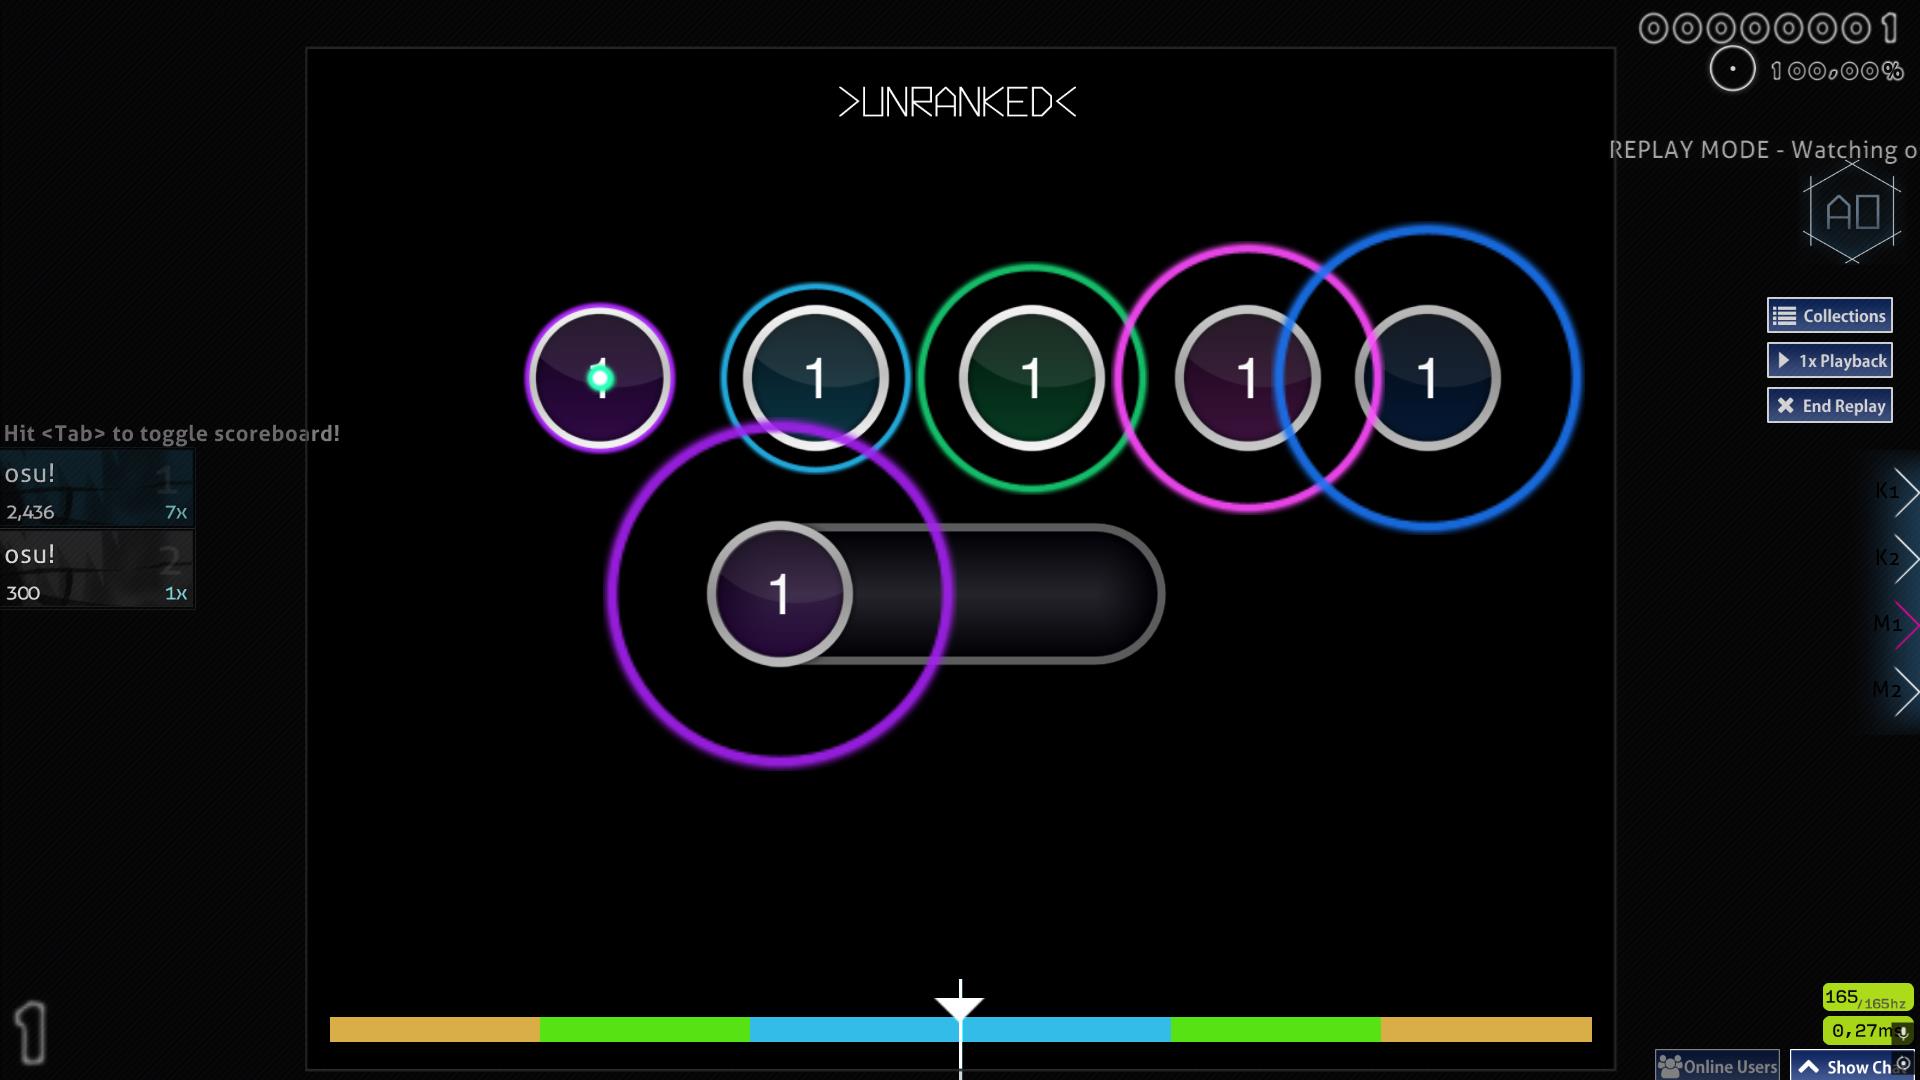 00000001
100,00%
>UNRANKED<
REPLAY MODE - Watching o
Collections
1x Playback
End Replay
1 1 1 1 1
Hit <Tab> to toggle scoreboard!
osu! 1
2,436 7x
osu! 2
300 1x
K1
K2
M1
M2
1
1
165/165hz
0,27ms
Online Users
Show Ch